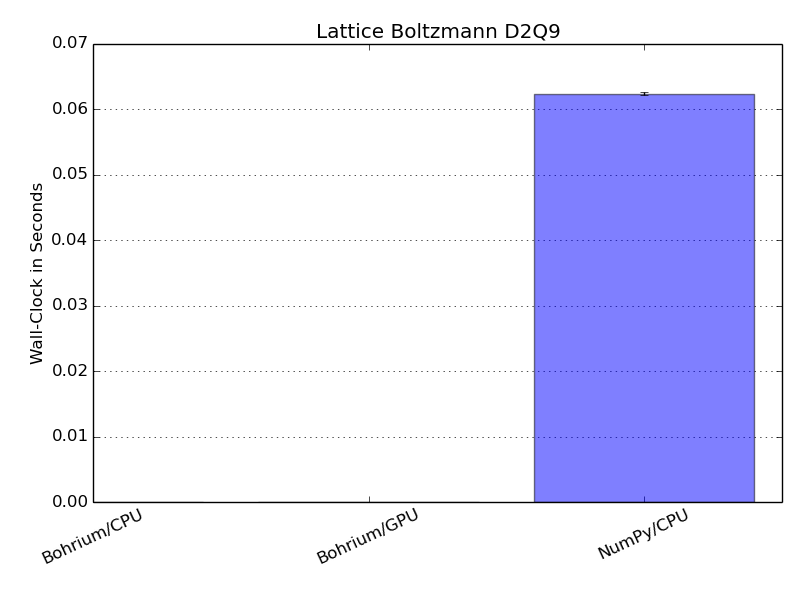 Lattice Boltzmann D2Q9
Wall-Clock in Seconds
0.07
0.06
0.05
0.04
0.03
0.02
0.01
0.00
Bohrium/CPU
Bohrium/GPU
NumPy/CPU